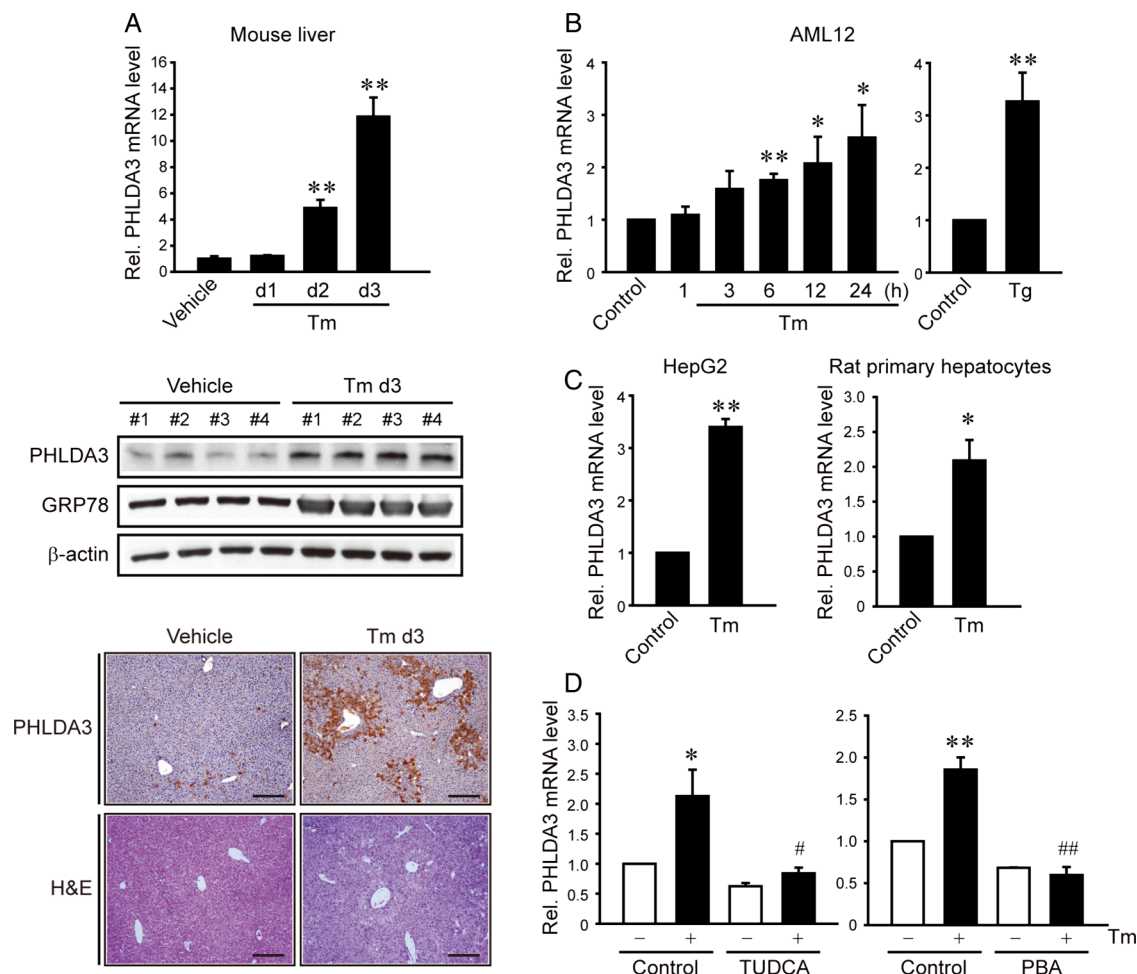 A
Mouse liver
Rel. PHLDA3 mRNA level
16
14
12
10
8
6
4
2
0
**
**
Vehicle
d1 d2 d3
Tm
Vehicle Tm d3
#1 #2 #3 #4 #1 #2 #3 #4
PHLDA3
GRP78
β-actin
Vehicle Tm d3
PHLDA3
H&E
B
AML12
Rel. PHLDA3 mRNA level
4
3
2
1
0
**
*
*
Control 1 3 6 12 24 (h)
Tm
4
3
2
1
0
**
Control Tg
C
HepG2
Rel. PHLDA3 mRNA level
4
3
2
1
0
**
Control Tm
Rat primary hepatocytes
Rel. PHLDA3 mRNA level
3.0
2.5
2.0
1.5
1.0
0.5
0
*
Control Tm
D
Rel. PHLDA3 mRNA level
3.5
3.0
2.5
2.0
1.5
1.0
0.5
0
*
#
− + − +
Control TUDCA
2.5
2.0
1.5
1.0
0.5
0
**
##
− + − + Tm
Control PBA